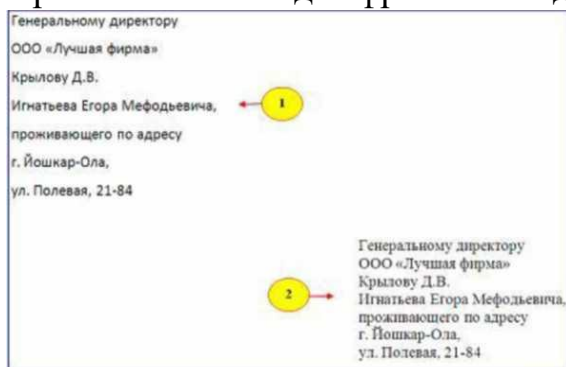 Генеральному директору
ООО «Лучшая фирма»
Крылову Д.В.
Игнатьева Егора Мефодьевича,
1
проживающего по адресу
г. Йошкар-Ола,
ул. Полевая, 21-84
Генеральному директору
ООО «Лучшая фирма»
Крылову Д.В.
2
Игнатьева Егора Мефодьевича,
проживающего по адресу
г. Йошкар-Ола,
ул. Полевая, 21-84